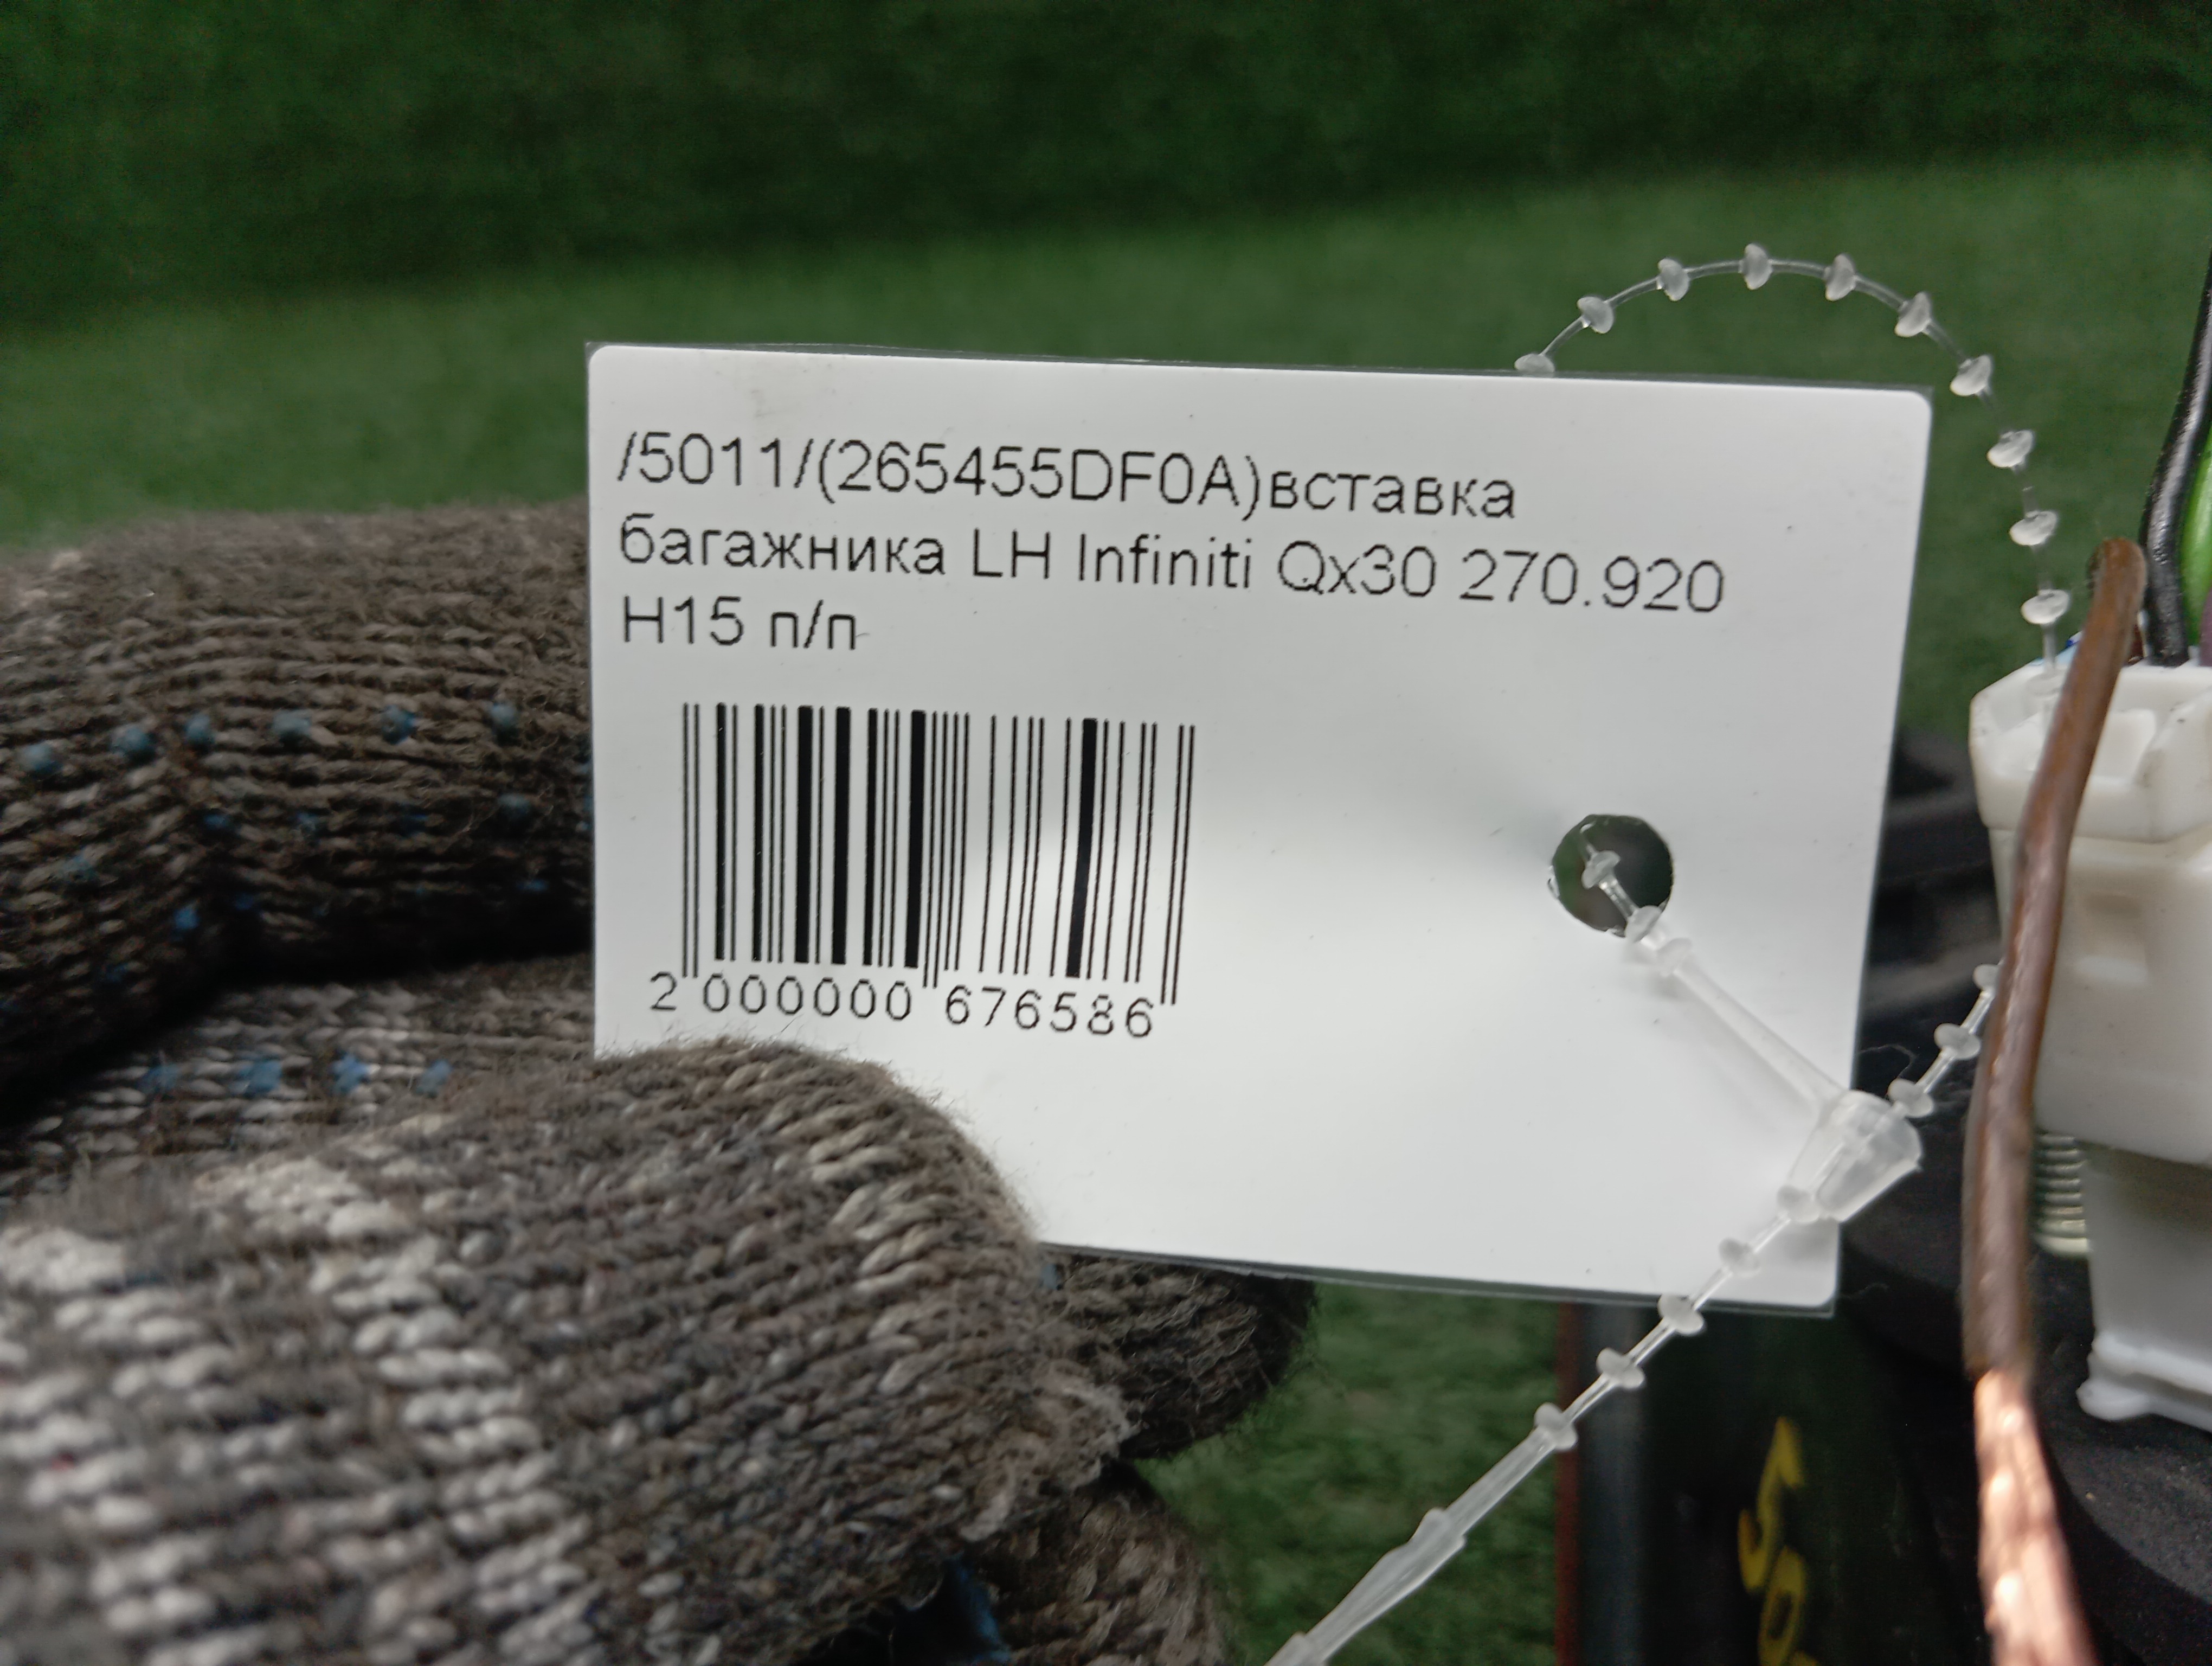 /5011/(265455DF0A)вставка
багажника LH Infiniti Qx30 270.920
H15 п/п
2 000000 676586